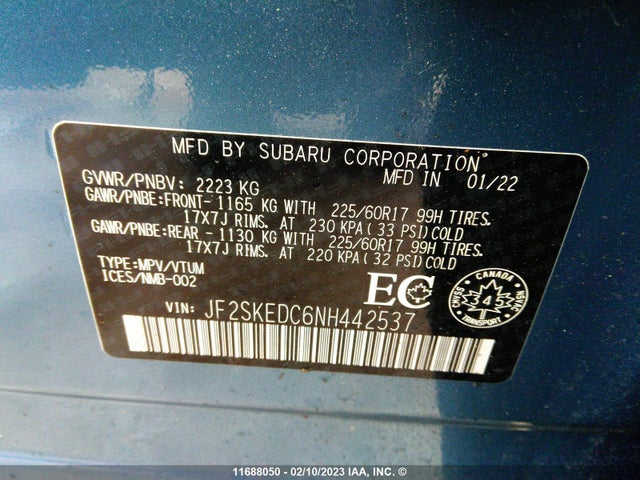 MFD BY SUBARU CORPORATION
GVWR/PNBV: 2223 KG MFD IN 01/22
GAWR/PNBE:FRONT- 1165 KG WITH 225/60R17 99H TIRES.
17X7J RIMS. AT 230 KPA ( 33 PSI) COLD
GAWR/PNBE:REAR - 1130 KG WITH 225/60R17 99H TIRES.
17X7J RIMS. AT 220 KPA ( 32 PSI) COLD
TYPE:MPV/VTUM
ICES/NMB-002
EC
CANADA
CMVSS NSVAC
345
VIN: JF2SKEDC6NH442537
11688050 - 02/10/2023 IAA, INC. ©